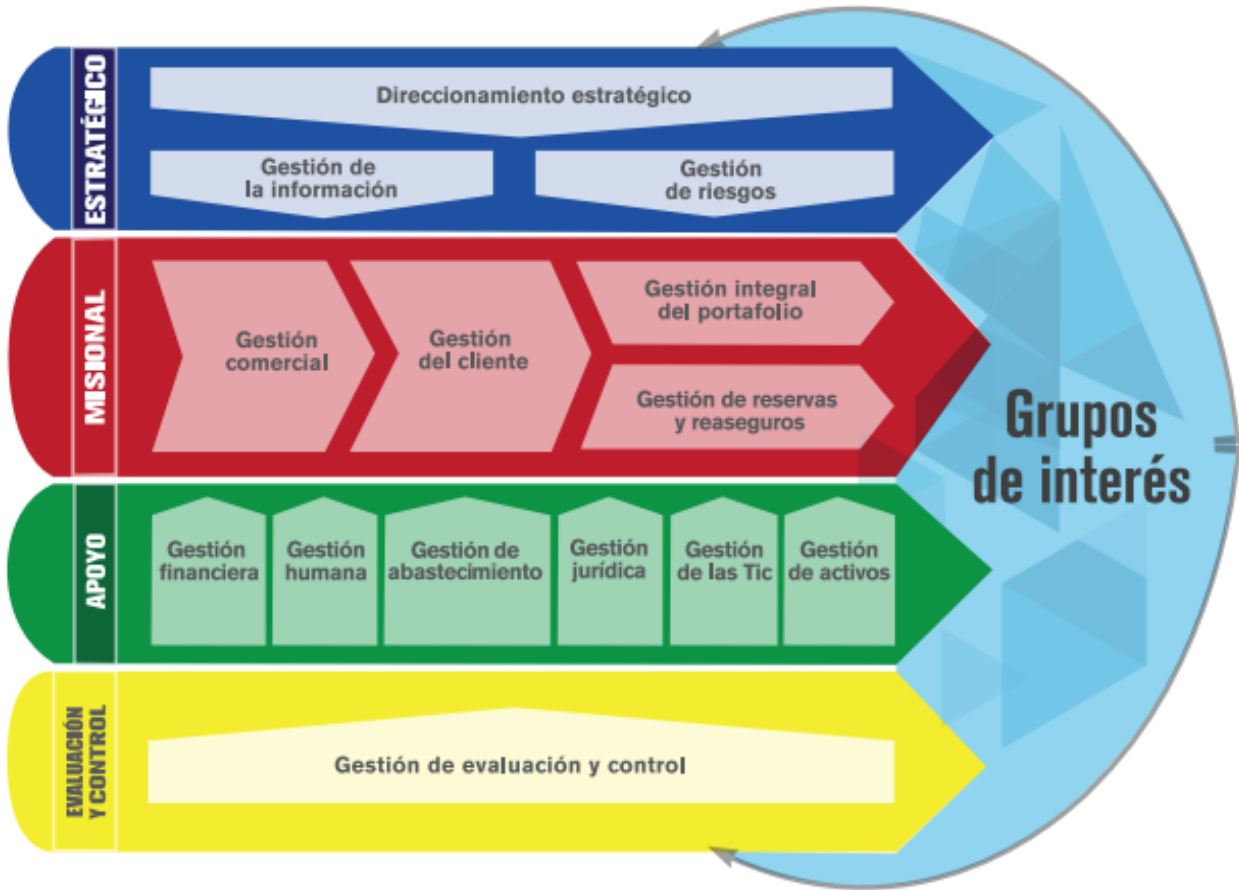 ESTRATÉGICO
Direccionamiento estratégico
Gestión de
la información
Gestión
de riesgos
MISIONAL
Gestión
comercial
Gestión
del cliente
Gestión integral
del portafolio
Gestión de reservas
y reaseguros
APOYO
Gestión
financiera
Gestión
humana
Gestión de
abastecimiento
Gestión
jurídica
Gestión
de las Tic
Gestión
de activos
EVALUACIÓN
Y CONTROL
Gestión de evaluación y control
Grupos
de interés